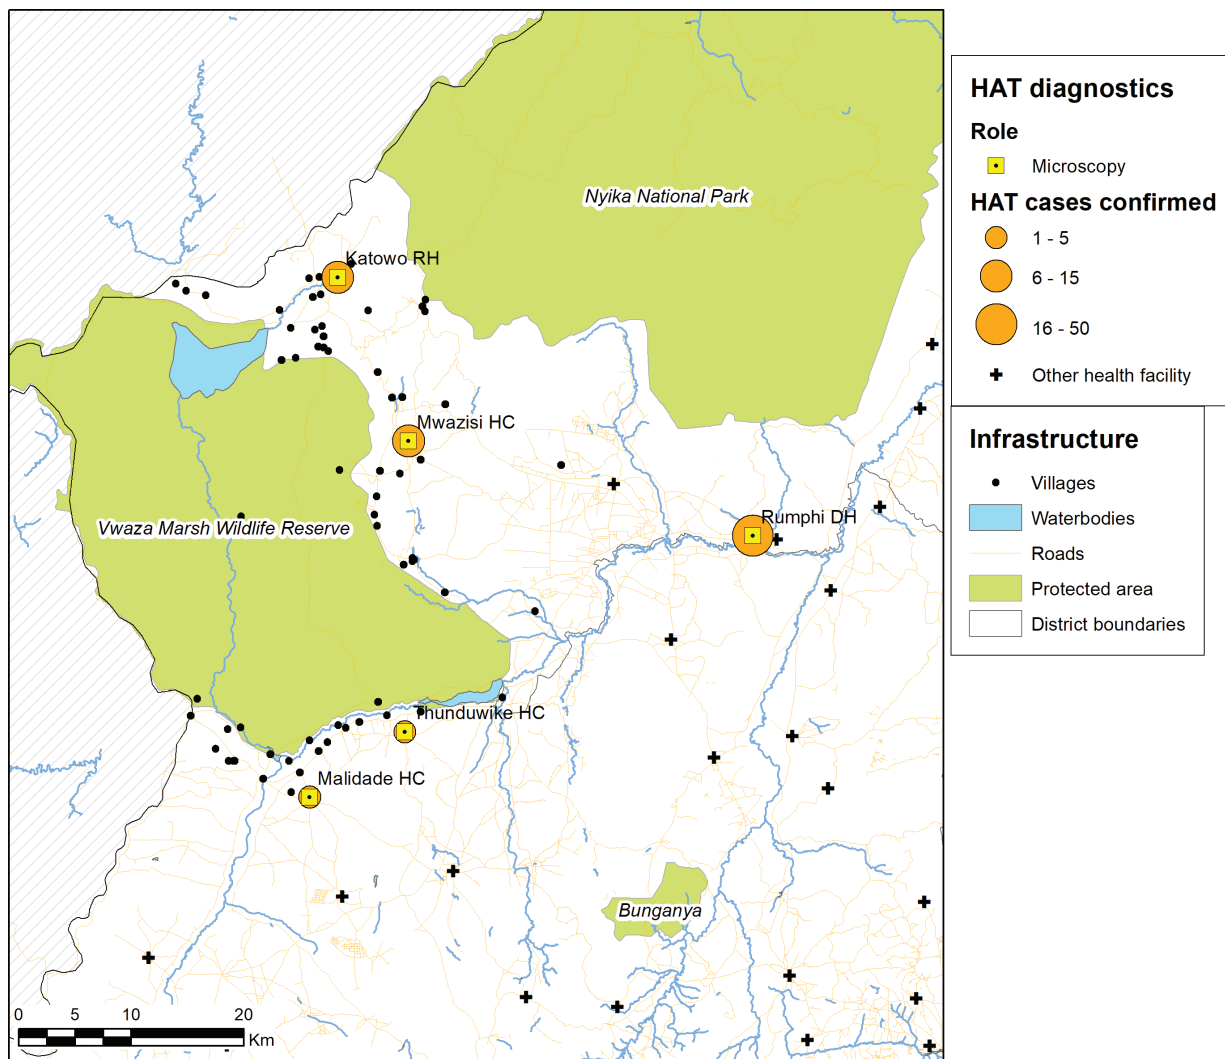 Nyika National Park
Katowo RH
Mwazisi HC
Vwaza Marsh Wildlife Reserve
Rumphi DH
Thunduwike HC
Malidade HC
Bunganya
0 5 10 20
Km
HAT diagnostics
Role
Microscopy
HAT cases confirmed
1 - 5
6 - 15
16 - 50
Other health facility
Infrastructure
Villages
Waterbodies
Roads
Protected area
District boundaries